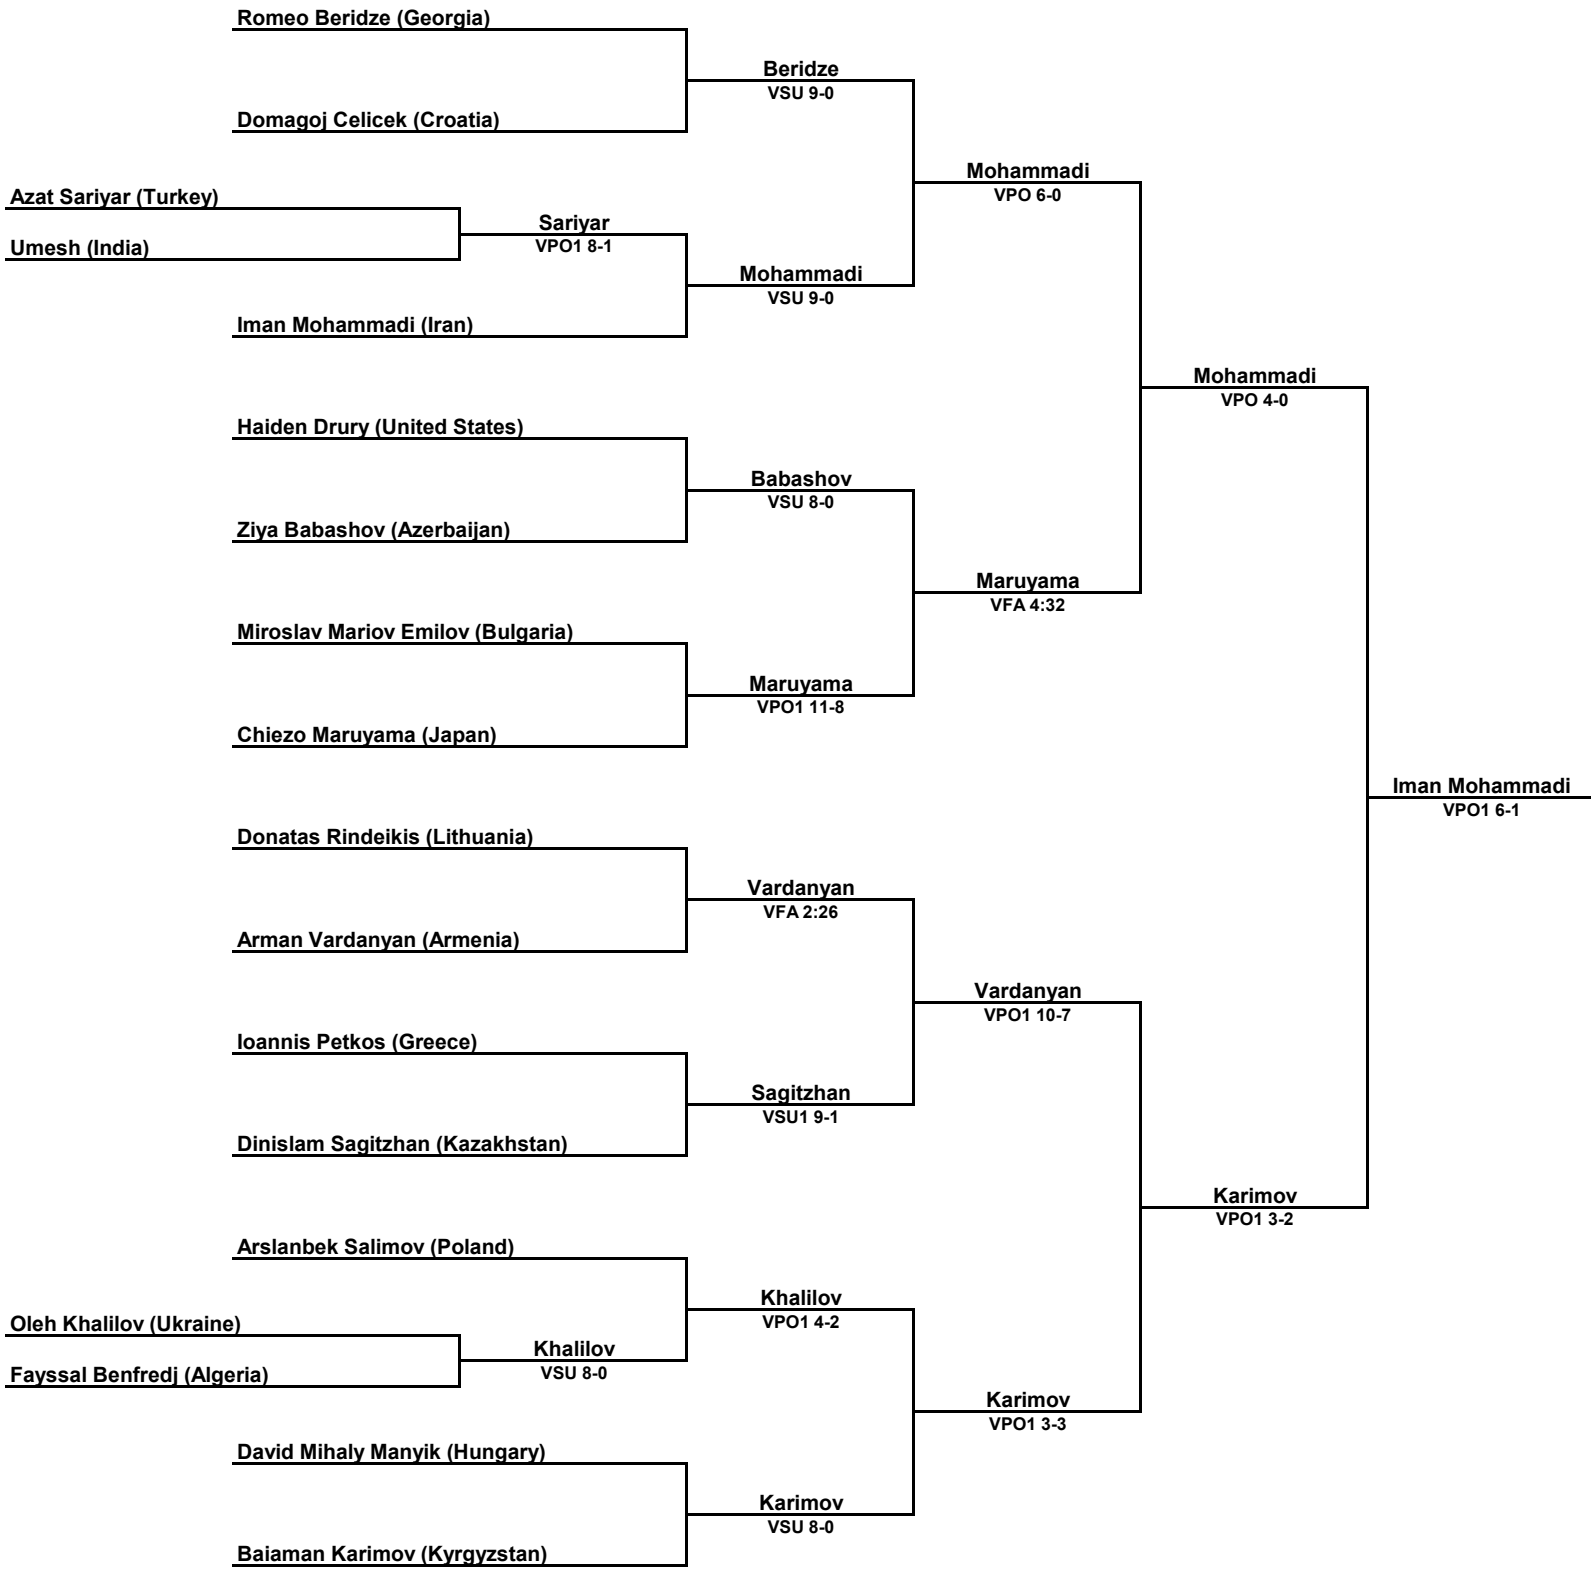 Romeo Beridze (Georgia)
Beridze
VSU 9-0
Domagoj Celicek (Croatia)
Mohammadi
VPO 6-0
Azat Sariyar (Turkey)
Sariyar
VPO1 8-1
Umesh (India)
Mohammadi
VSU 9-0
Iman Mohammadi (Iran)
Mohammadi
VPO 4-0
Haiden Drury (United States)
Babashov
VSU 8-0
Ziya Babashov (Azerbaijan)
Maruyama
VFA 4:32
Miroslav Mariov Emilov (Bulgaria)
Maruyama
VPO1 11-8
Chiezo Maruyama (Japan)
Iman Mohammadi
VPO1 6-1
Donatas Rindeikis (Lithuania)
Vardanyan
VFA 2:26
Arman Vardanyan (Armenia)
Vardanyan
VPO1 10-7
Ioannis Petkos (Greece)
Sagitzhan
VSU1 9-1
Dinislam Sagitzhan (Kazakhstan)
Karimov
VPO1 3-2
Arslanbek Salimov (Poland)
Khalilov
VPO1 4-2
Oleh Khalilov (Ukraine)
Khalilov
VSU 8-0
Fayssal Benfredj (Algeria)
Karimov
VPO1 3-3
David Mihaly Manyik (Hungary)
Karimov
VSU 8-0
Baiaman Karimov (Kyrgyzstan)